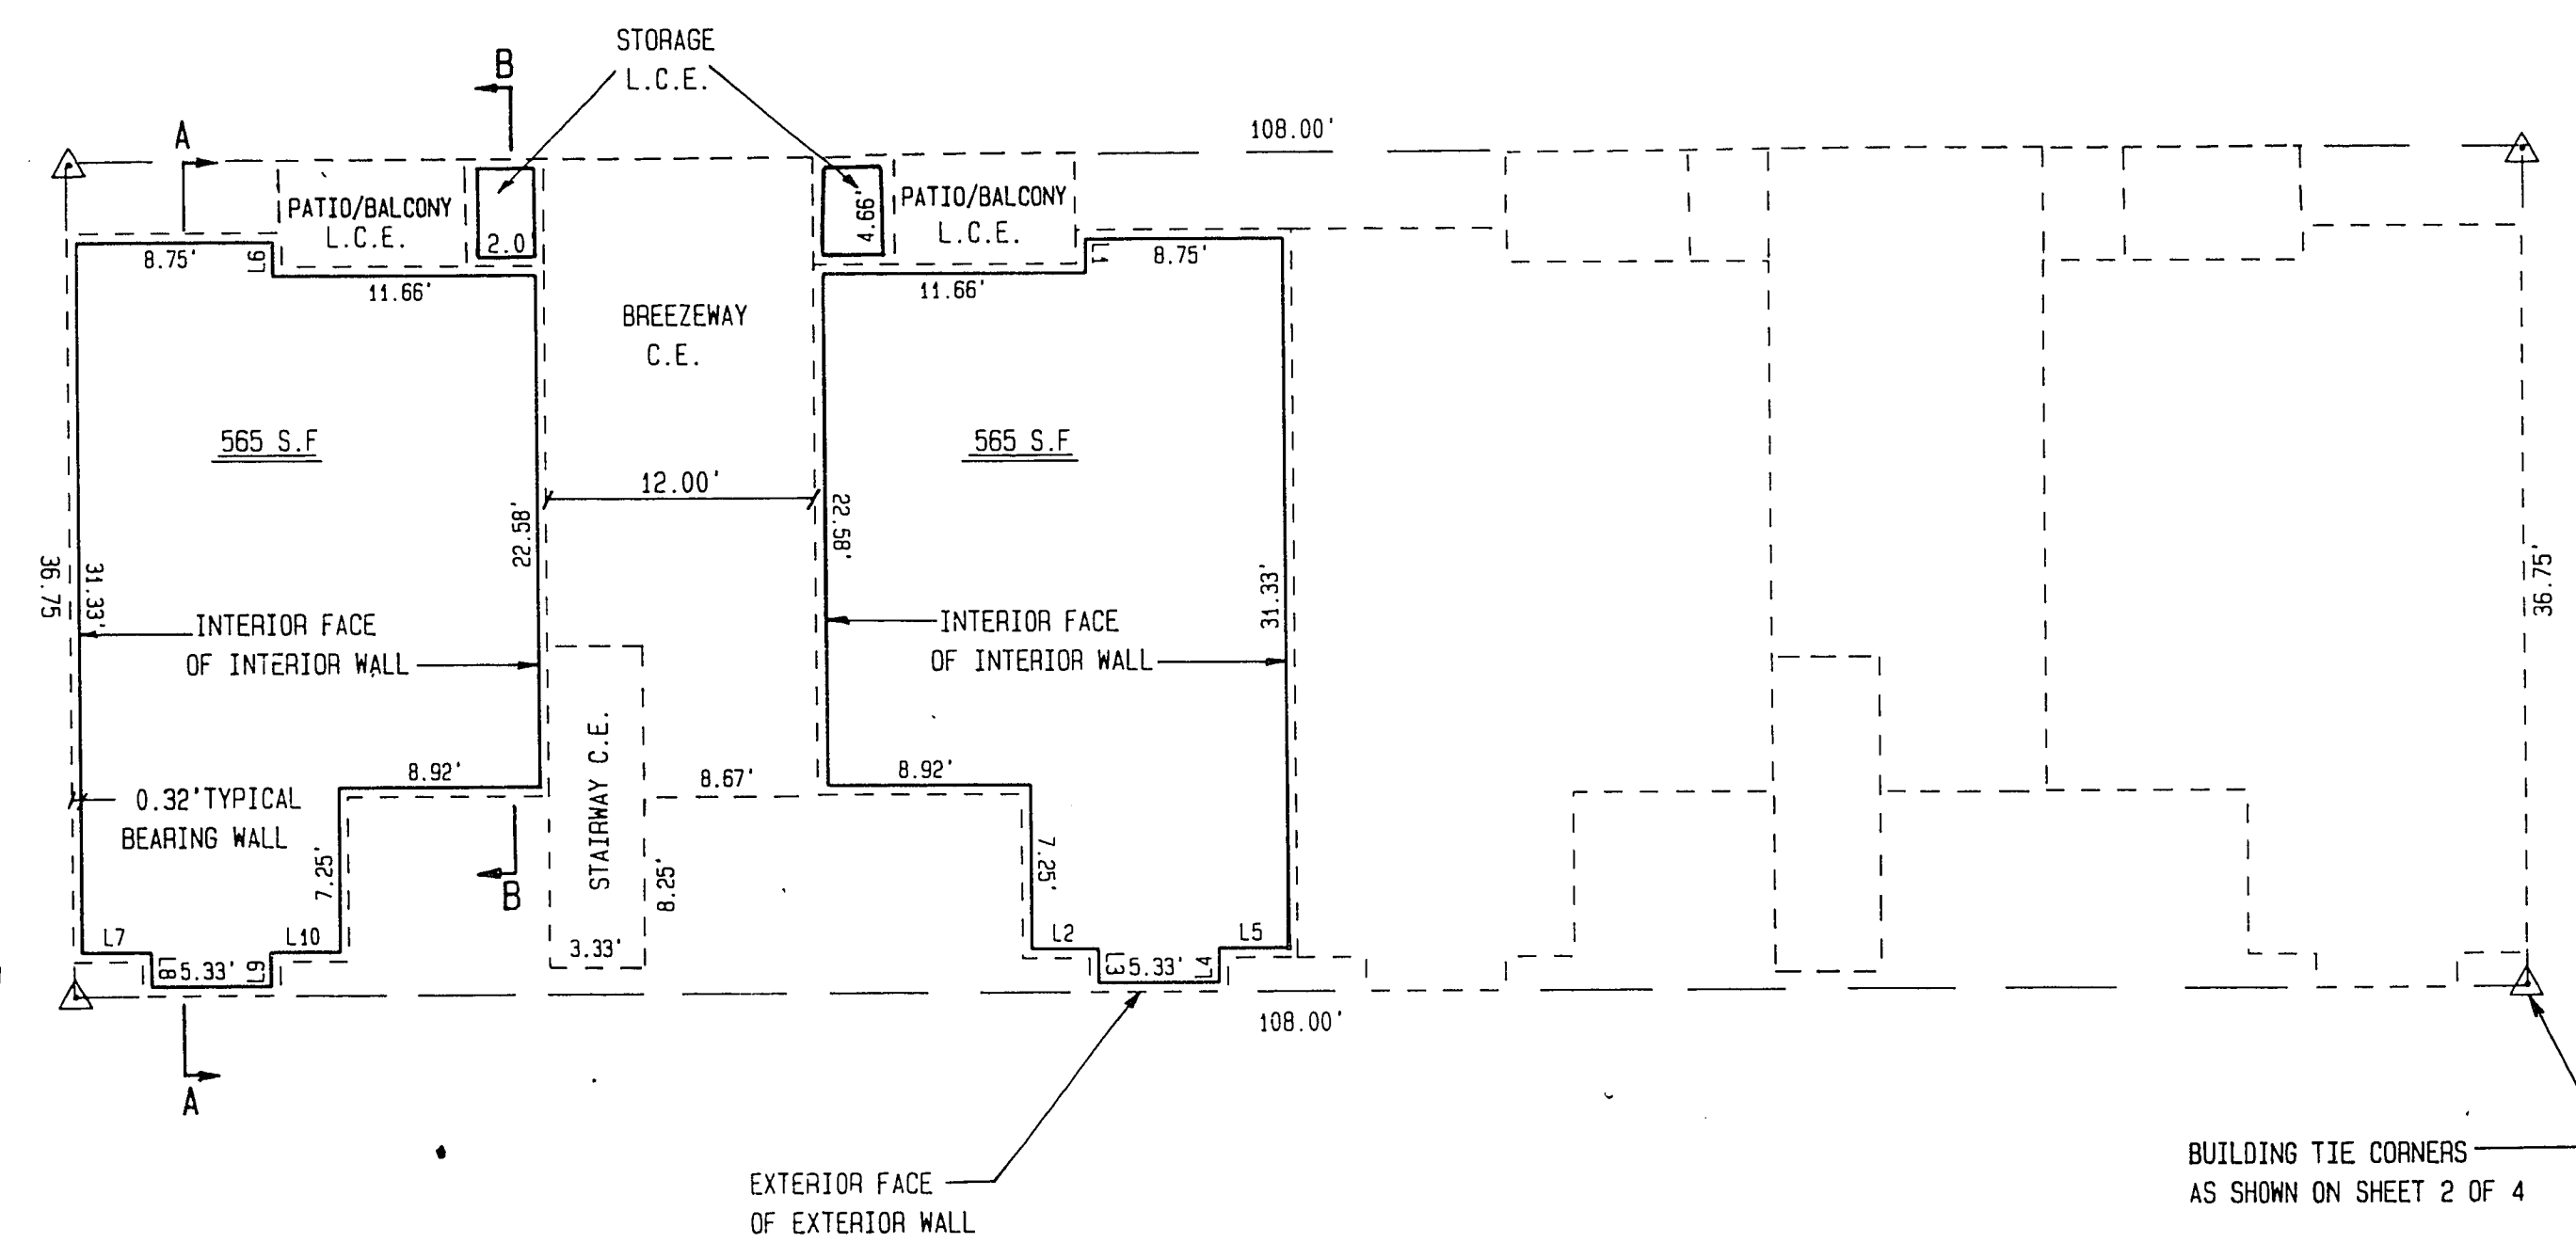 STORAGE
L.C.E.
B
A
108.00'
PATIO/BALCONY
L.C.E.
2.0
4.66'
PATIO/BALCONY
L.C.E.
8.75'
L6
11.66'
L1
8.75'
11.66'
BREEZEWAY
C.E.
565 S.F
565 S.F
12.00'
22.58'
22.58'
36.75
31.33'
31.33'
36.75'
INTERIOR FACE
OF INTERIOR WALL
INTERIOR FACE
OF INTERIOR WALL
STAIRWAY C.E.
8.92'
8.67'
8.92'
0.32'TYPICAL
BEARING WALL
7.25'
8.25'
7.25'
B
3.33'
L7
L10
L2
L5
L8
5.33'
L9
L3
5.33'
L4
108.00'
A
BUILDING TIE CORNERS
AS SHOWN ON SHEET 2 OF 4
EXTERIOR FACE
OF EXTERIOR WALL